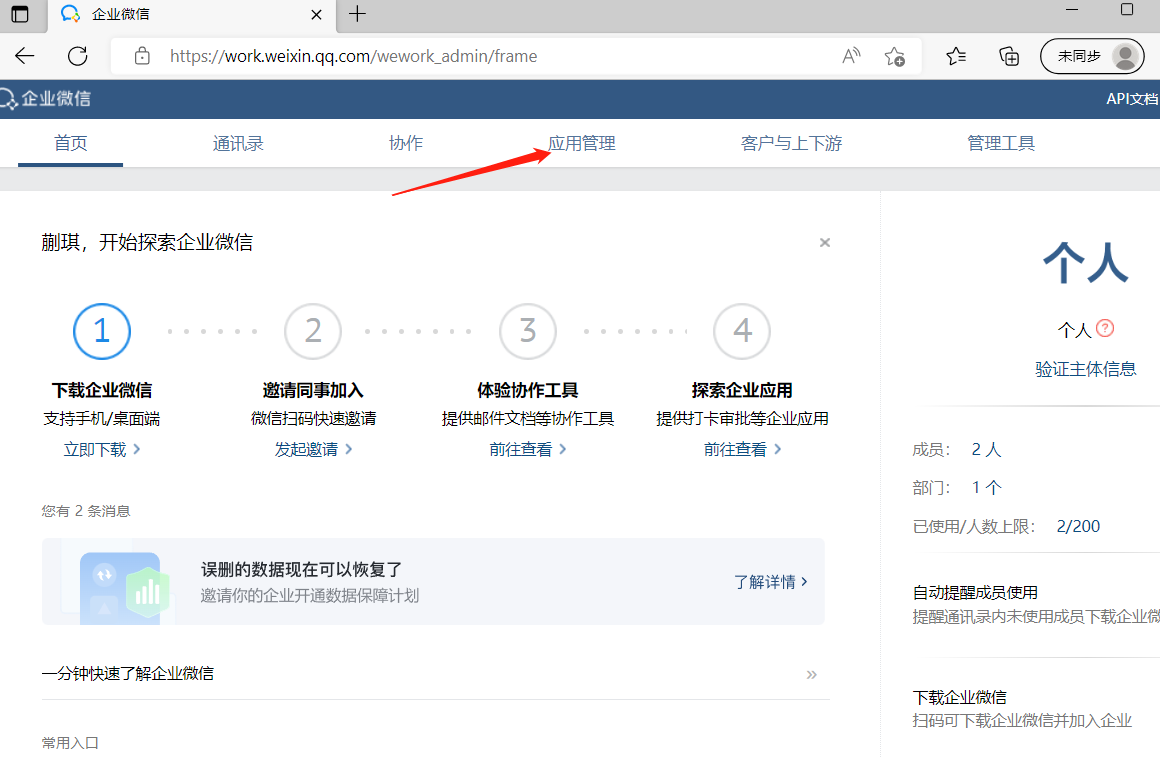 企业微信
https://work.weixin.qq.com/wework_admin/frame
未同步
企业微信
API文档
首页
通讯录
协作
应用管理
客户与上下游
管理工具
蒯琪，开始探索企业微信
1
2
3
4
下载企业微信
邀请同事加入
体验协作工具
探索企业应用
支持手机/桌面端
微信扫码快速邀请
提供邮件文档等协作工具
提供打卡审批等企业应用
立即下载
发起邀请
前往查看
前往查看
您有 2 条消息
误删的数据现在可以恢复了
邀请你的企业开通数据保障计划
了解详情
一分钟快速了解企业微信
常用入口
个人
个人
验证主体信息
成员： 2 人
部门： 1 个
已使用/人数上限： 2/200
自动提醒成员使用
提醒通讯录内未使用成员下载企业微
下载企业微信
扫码可下载企业微信并加入企业